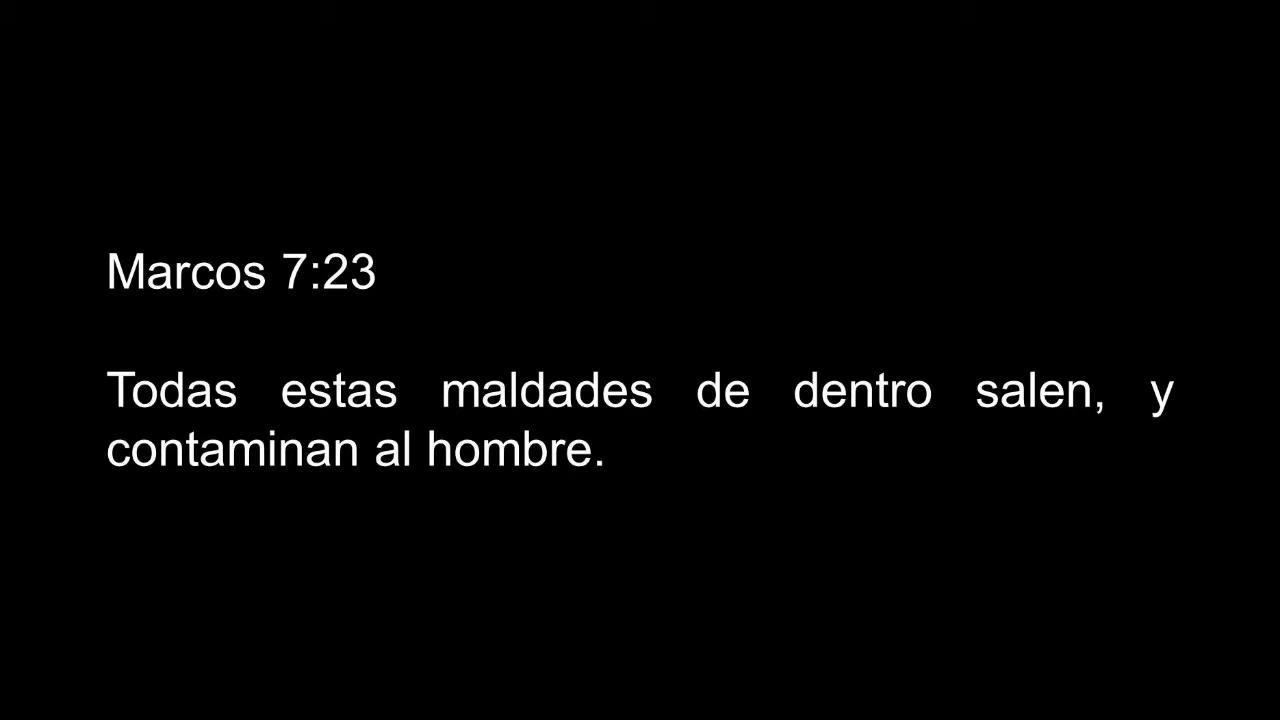 Marcos 7:23
Todas estas maldades de dentro salen, y
contaminan al hombre.